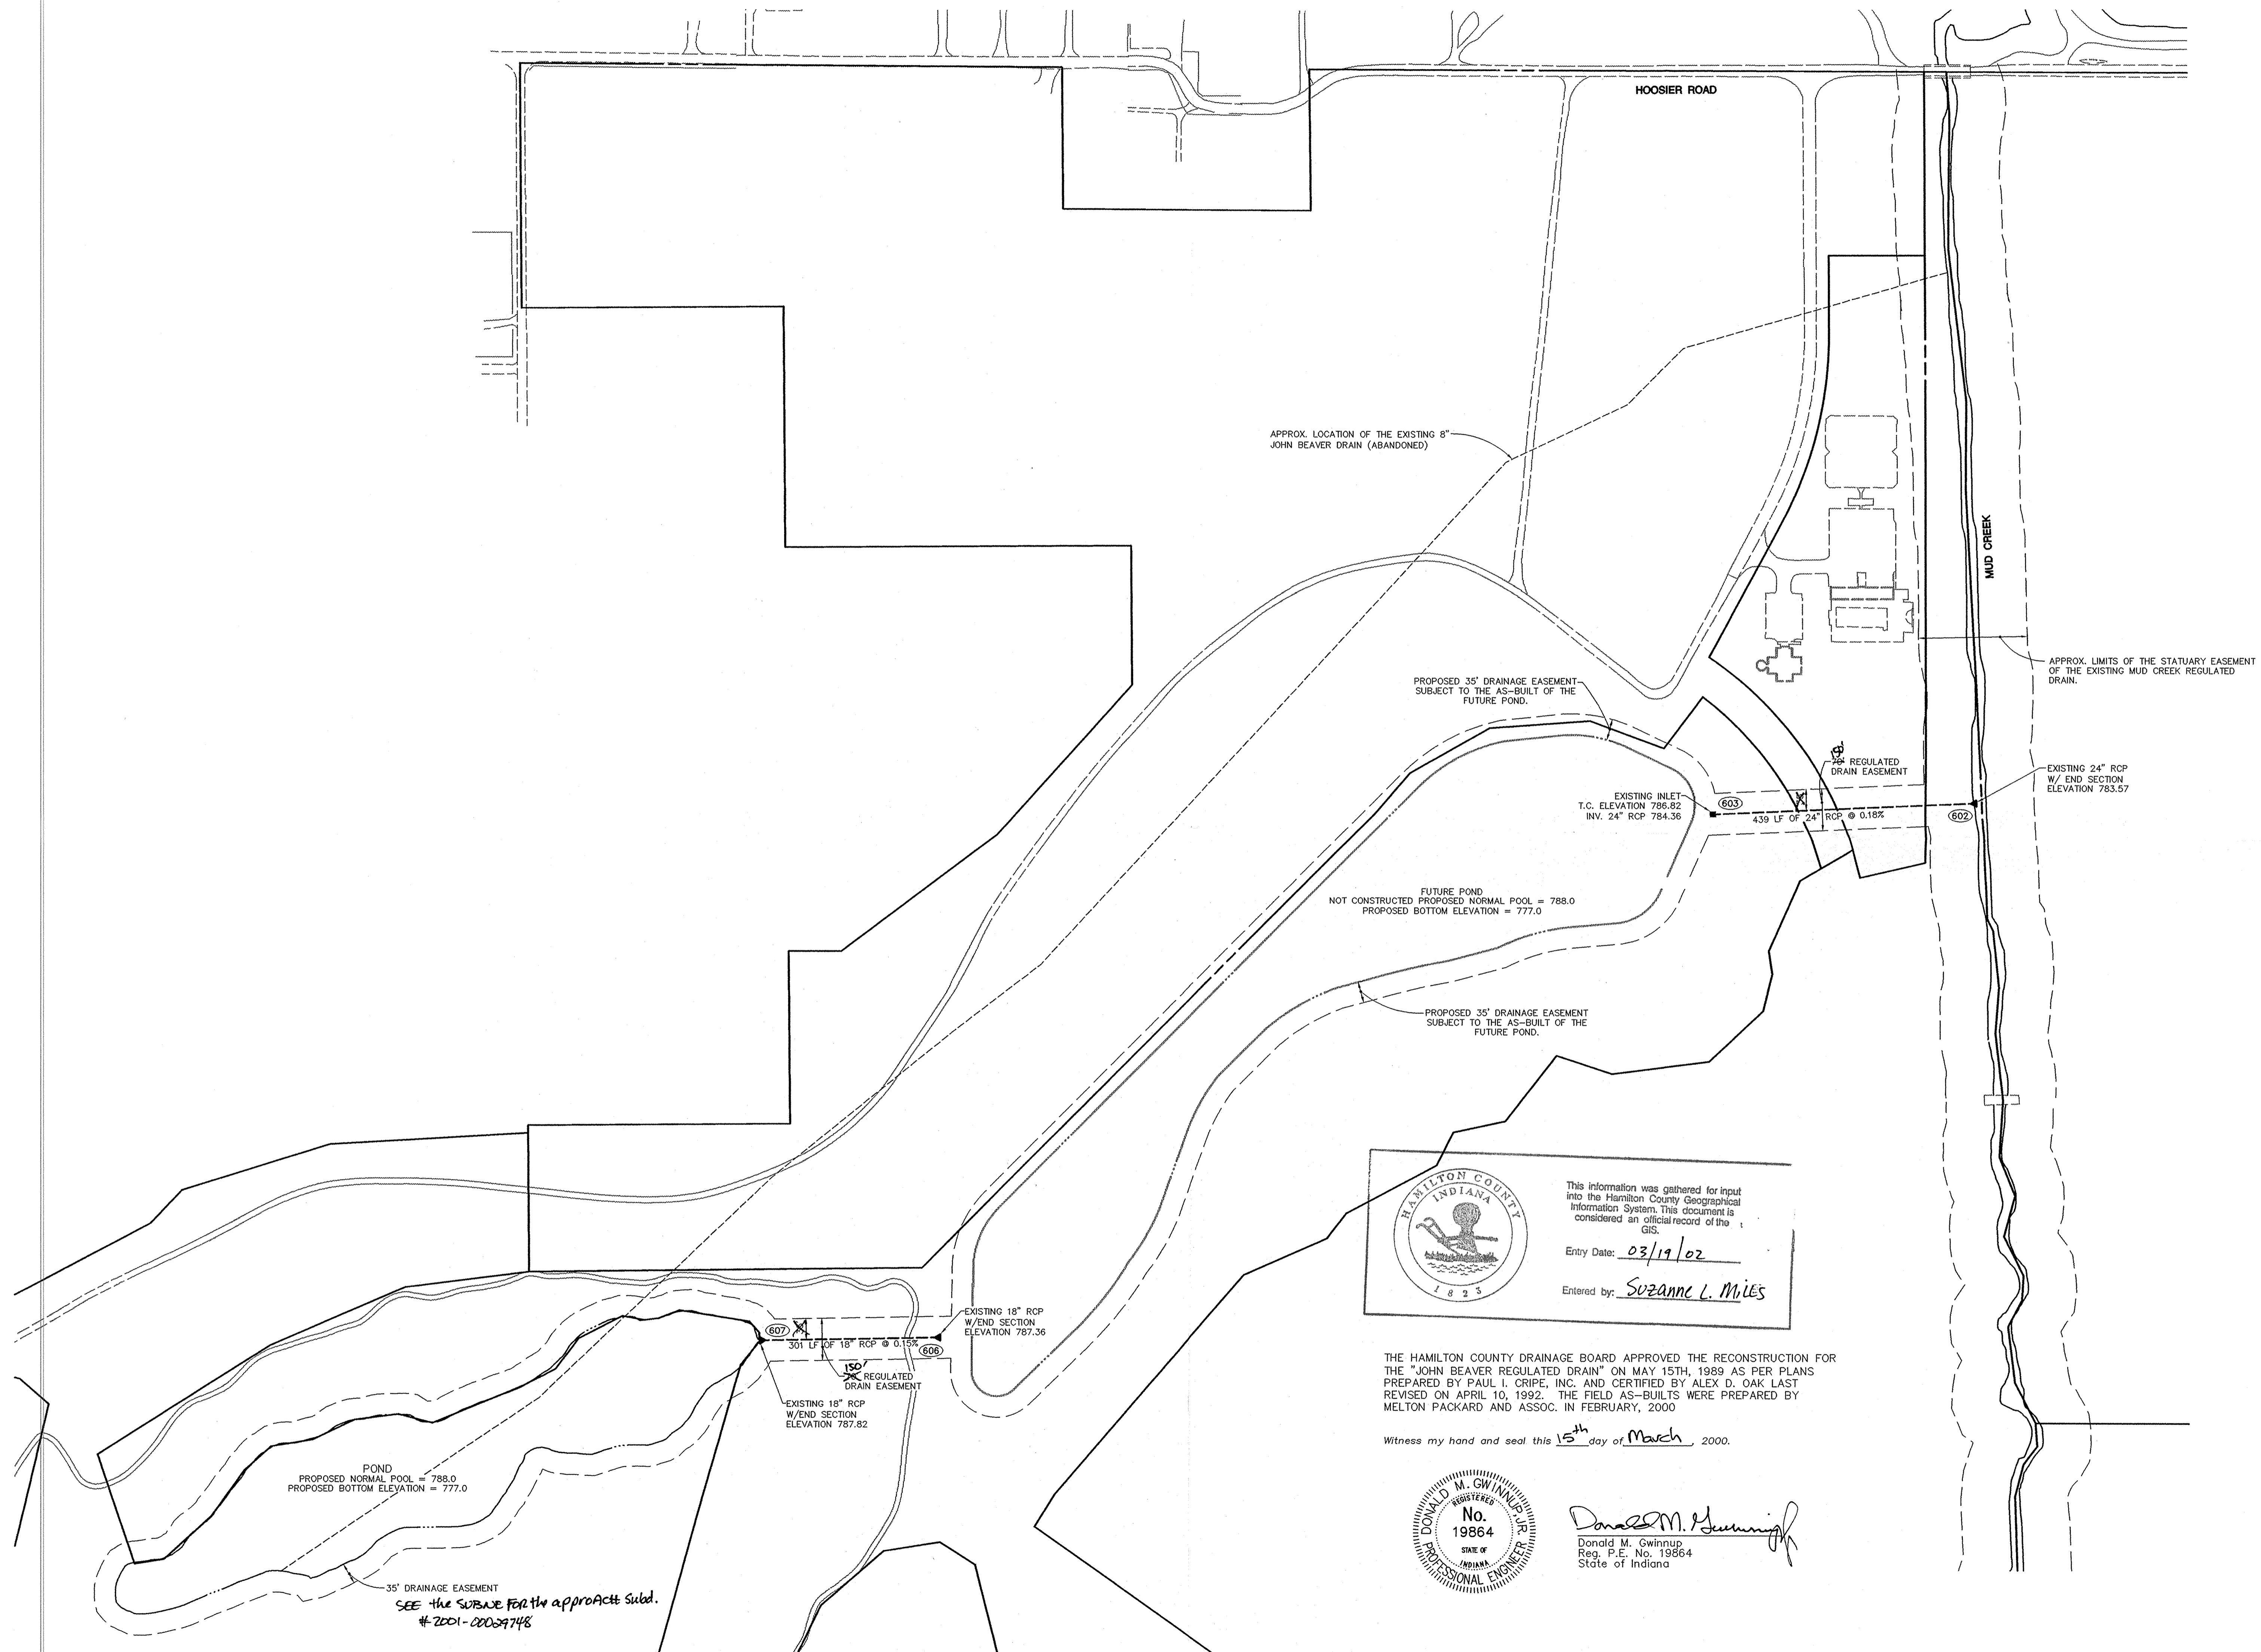 HOOSIER ROAD
APPROX. LOCATION OF THE EXISTING 8"
JOHN BEAVER DRAIN (ABANDONED)
MUD CREEK
APPROX. LIMITS OF THE STATUARY EASEMENT
OF THE EXISTING MUD CREEK REGULATED
DRAIN.
PROPOSED 35' DRAINAGE EASEMENT
SUBJECT TO THE AS-BUILT OF THE
FUTURE POND.
150'
70' REGULATED
DRAIN EASEMENT
EXISTING 24" RCP
W/ END SECTION
ELEVATION 783.57
EXISTING INLET
T.C. ELEVATION 786.82
INV. 24" RCP 784.36
603
439 LF OF 24" RCP @ 0.18%
602
FUTURE POND
NOT CONSTRUCTED PROPOSED NORMAL POOL = 788.0
PROPOSED BOTTOM ELEVATION = 777.0
PROPOSED 35' DRAINAGE EASEMENT
SUBJECT TO THE AS-BUILT OF THE
FUTURE POND.
HAMILTON COUNTY
INDIANA
1823
This information was gathered for input
into the Hamilton County Geographical
Information System. This document is
considered an official record of the
GIS.
Entry Date: 03/19/02
Entered by: Suzanne L. Miles
EXISTING 18" RCP
W/END SECTION
ELEVATION 787.36
607
301 LF OF 18" RCP @ 0.15%
606
150'
70' REGULATED
DRAIN EASEMENT
EXISTING 18" RCP
W/END SECTION
ELEVATION 787.82
POND
PROPOSED NORMAL POOL = 788.0
PROPOSED BOTTOM ELEVATION = 777.0
35' DRAINAGE EASEMENT
SEE the SUBNE FOR the approAcH Subd.
#2001-00029748
THE HAMILTON COUNTY DRAINAGE BOARD APPROVED THE RECONSTRUCTION FOR
THE "JOHN BEAVER REGULATED DRAIN" ON MAY 15TH, 1989 AS PER PLANS
PREPARED BY PAUL I. CRIPE, INC. AND CERTIFIED BY ALEX D. OAK LAST
REVISED ON APRIL 10, 1992. THE FIELD AS-BUILTS WERE PREPARED BY
MELTON PACKARD AND ASSOC. IN FEBRUARY, 2000
Witness my hand and seal this 15th day of March, 2000.
DONALD M. GWINNUP, JR.
REGISTERED
No.
19864
STATE OF
INDIANA
PROFESSIONAL ENGINEER
Donald M. Gwinnup Jr
Donald M. Gwinnup
Reg. P.E. No. 19864
State of Indiana